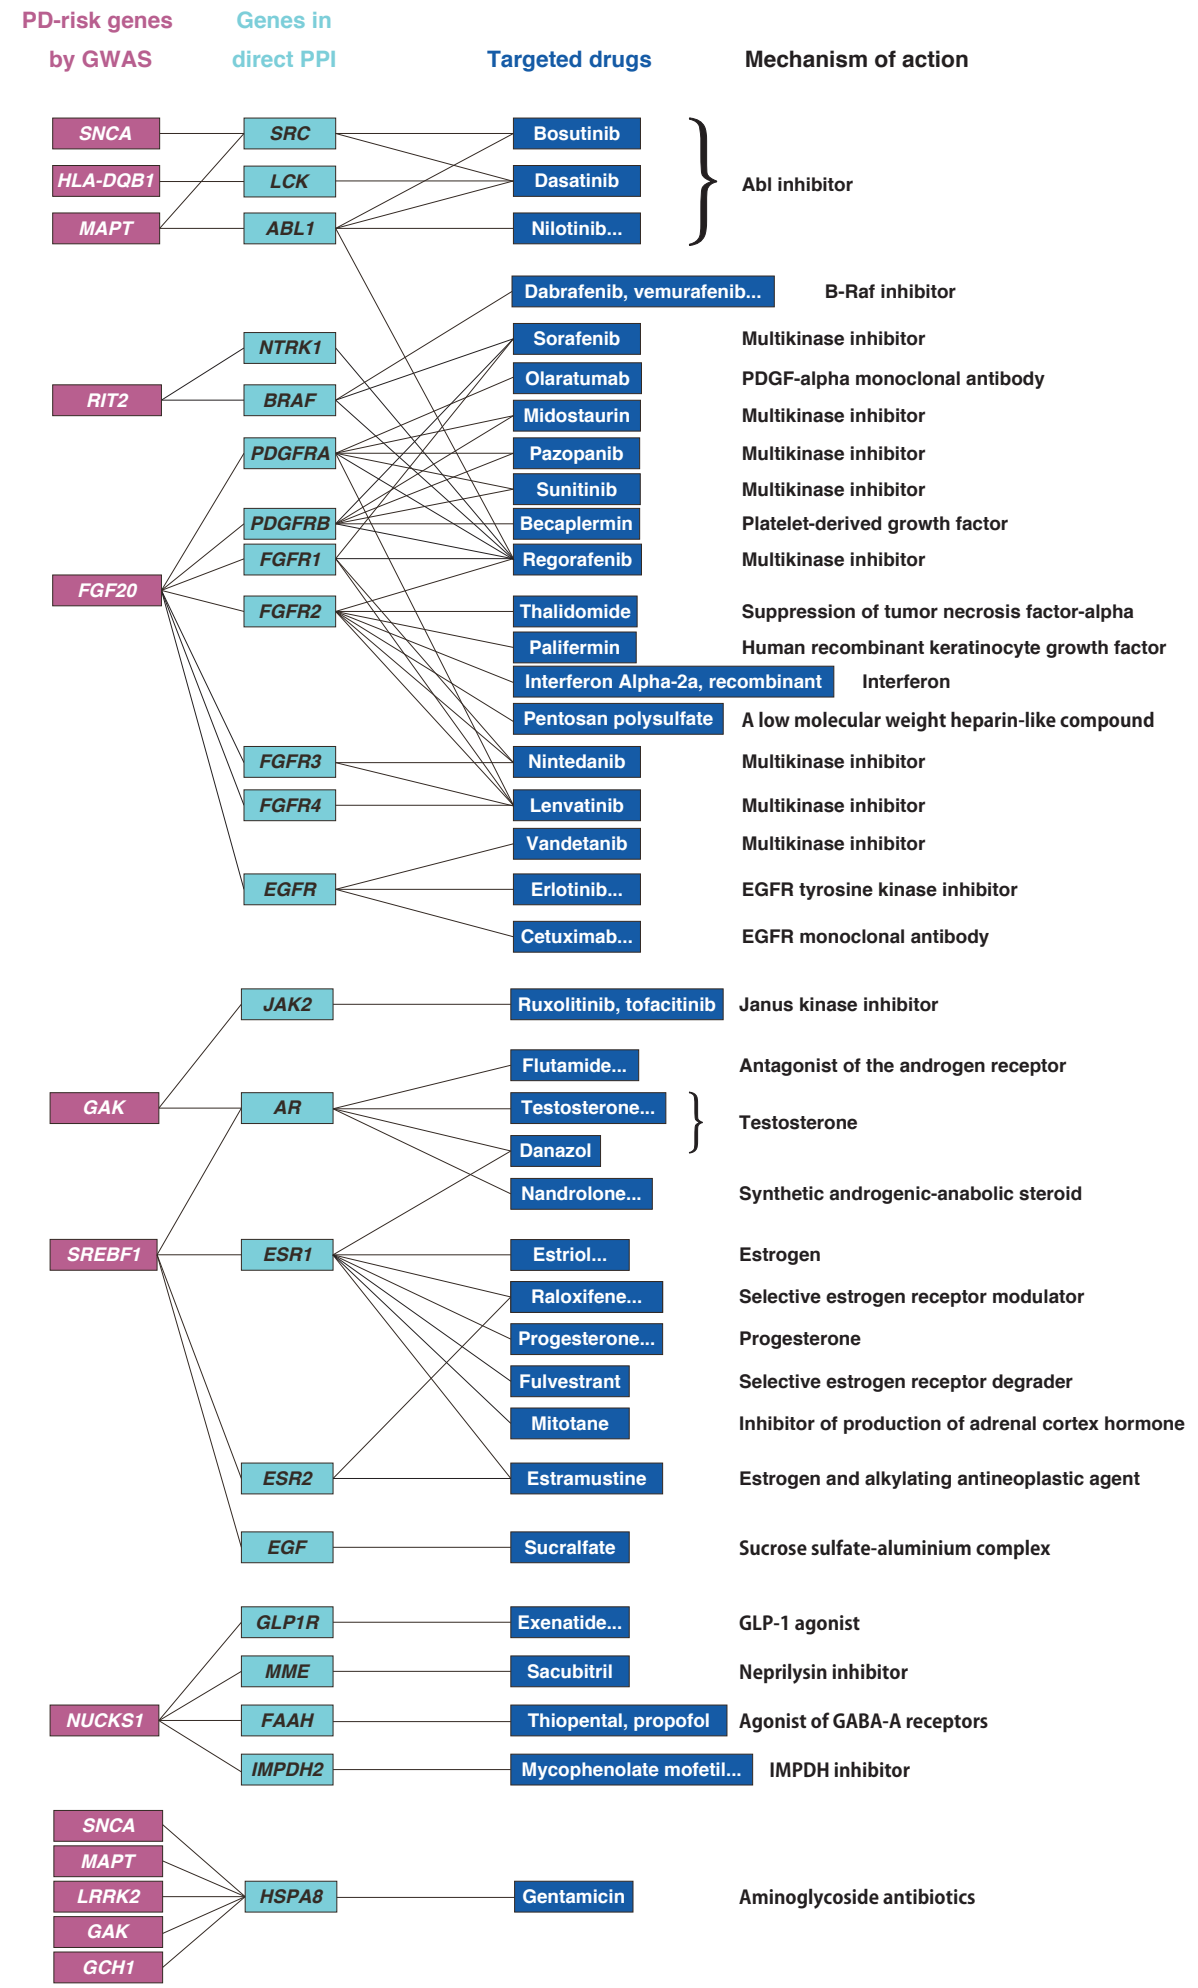 PD-risk genes Genes in
by GWAS direct PPI Targeted drugs Mechanism of action
SNCA SRC Bosutinib
HLA-DQB1 LCK Dasatinib Abl inhibitor
MAPT ABL1 Nilotinib...
Dabrafenib, vemurafenib... B-Raf inhibitor
NTRK1 Sorafenib Multikinase inhibitor
Olaratumab PDGF-alpha monoclonal antibody
RIT2 BRAF
Midostaurin Multikinase inhibitor
PDGFRA Pazopanib Multikinase inhibitor
Sunitinib Multikinase inhibitor
PDGFRB Becaplermin Platelet-derived growth factor
FGFR1 Regorafenib Multikinase inhibitor
FGF20
FGFR2 Thalidomide Suppression of tumor necrosis factor-alpha
Palifermin Human recombinant keratinocyte growth factor
Interferon Alpha-2a, recombinant Interferon
Pentosan polysulfate A low molecular weight heparin-like compound
FGFR3 Nintedanib Multikinase inhibitor
FGFR4 Lenvatinib Multikinase inhibitor
Vandetanib Multikinase inhibitor
EGFR Erlotinib... EGFR tyrosine kinase inhibitor
Cetuximab... EGFR monoclonal antibody
JAK2 Ruxolitinib, tofacitinib Janus kinase inhibitor
Flutamide... Antagonist of the androgen receptor
GAK AR Testosterone...
Testosterone
Danazol
Nandrolone... Synthetic androgenic-anabolic steroid
SREBF1 ESR1 Estriol... Estrogen
Raloxifene... Selective estrogen receptor modulator
Progesterone... Progesterone
Fulvestrant Selective estrogen receptor degrader
Mitotane Inhibitor of production of adrenal cortex hormone
ESR2 Estramustine Estrogen and alkylating antineoplastic agent
EGF Sucralfate Sucrose sulfate-aluminium complex
GLP1R Exenatide... GLP-1 agonist
MME Sacubitril Neprilysin inhibitor
NUCKS1 FAAH Thiopental, propofol Agonist of GABA-A receptors
IMPDH2 Mycophenolate mofetil... IMPDH inhibitor
SNCA
MAPT
LRRK2 HSPA8 Gentamicin Aminoglycoside antibiotics
GAK
GCH1